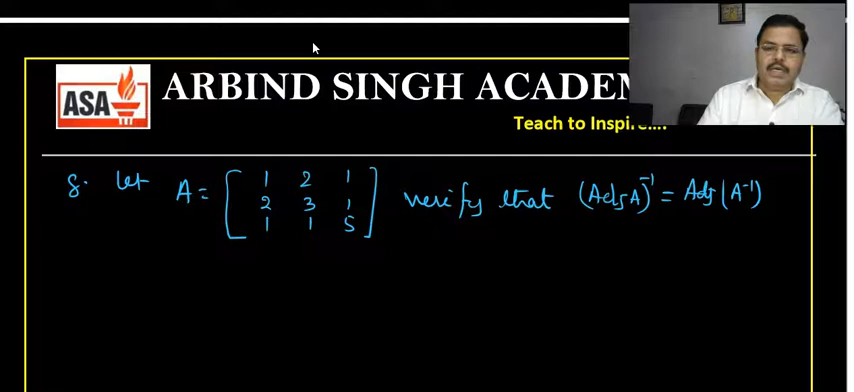 ASA
ARBIND SINGH ACADEM
Teach to Inspire....
8. Let A = [ 1 2 1
2 3 1
1 1 5 ] verify that (Adj A)⁻¹ = Adj (A⁻¹)